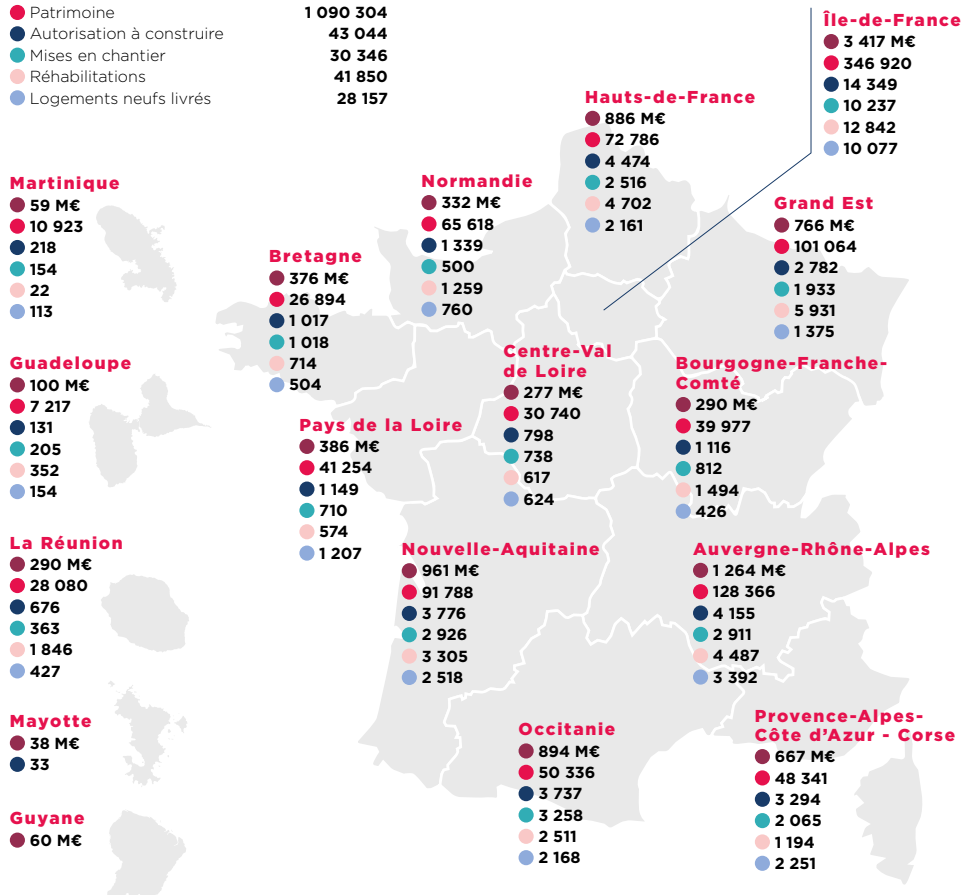 Patrimoine 1 090 304
Autorisation à construire 43 044
Mises en chantier 30 346
Réhabilitations 41 850
Logements neufs livrés 28 157
Île-de-France
3 417 M€
346 920
14 349
10 237
12 842
10 077
Hauts-de-France
886 M€
72 786
4 474
2 516
4 702
2 161
Martinique
59 M€
10 923
218
154
22
113
Normandie
332 M€
65 618
1 339
500
1 259
760
Grand Est
766 M€
101 064
2 782
1 933
5 931
1 375
Bretagne
376 M€
26 894
1 017
1 018
714
504
Guadeloupe
100 M€
7 217
131
205
352
154
Centre-Val
de Loire
277 M€
30 740
798
738
617
624
Bourgogne-Franche-
Comté
290 M€
39 977
1 116
812
1 494
426
Pays de la Loire
386 M€
41 254
1 149
710
574
1 207
La Réunion
290 M€
28 080
676
363
1 846
427
Nouvelle-Aquitaine
961 M€
91 788
3 776
2 926
3 305
2 518
Auvergne-Rhône-Alpes
1 264 M€
128 366
4 155
2 911
4 487
3 392
Mayotte
38 M€
33
Occitanie
894 M€
50 336
3 737
3 258
2 511
2 168
Provence-Alpes-
Côte d'Azur - Corse
667 M€
48 341
3 294
2 065
1 194
2 251
Guyane
60 M€